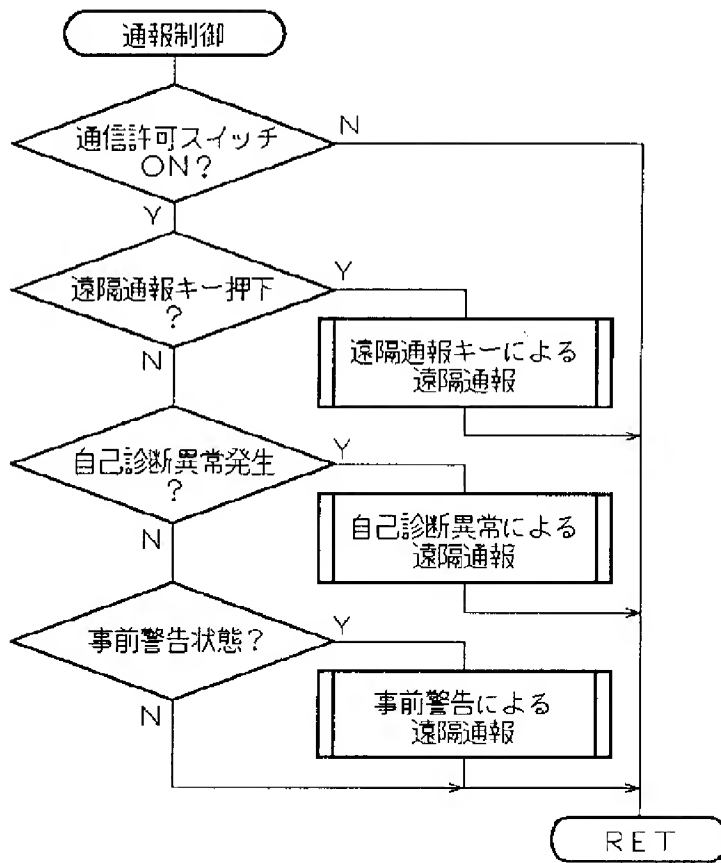 通報制御
通信許可スイッチ
ON?
N
Y
遠隔通報キー押下
?
Y
N
遠隔通報キーによる
遠隔通報
自己診断異常発生
?
Y
N
自己診断異常による
遠隔通報
事前警告状態?
Y
N
事前警告による
遠隔通報
RET